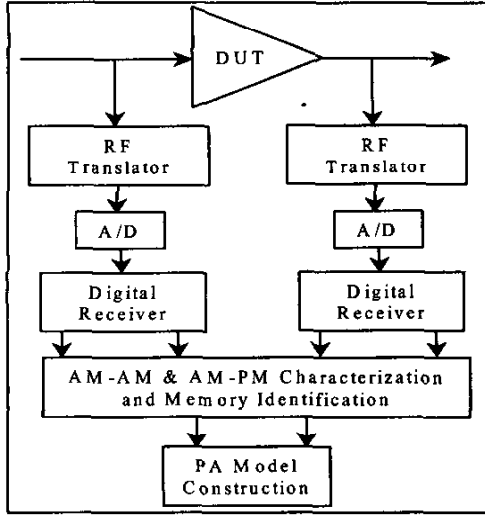 DUT
RF
Translator
RF
Translator
A/D
A/D
Digital
Receiver
Digital
Receiver
AM-AM & AM-PM Characterization
and Memory Identification
PA Model
Construction